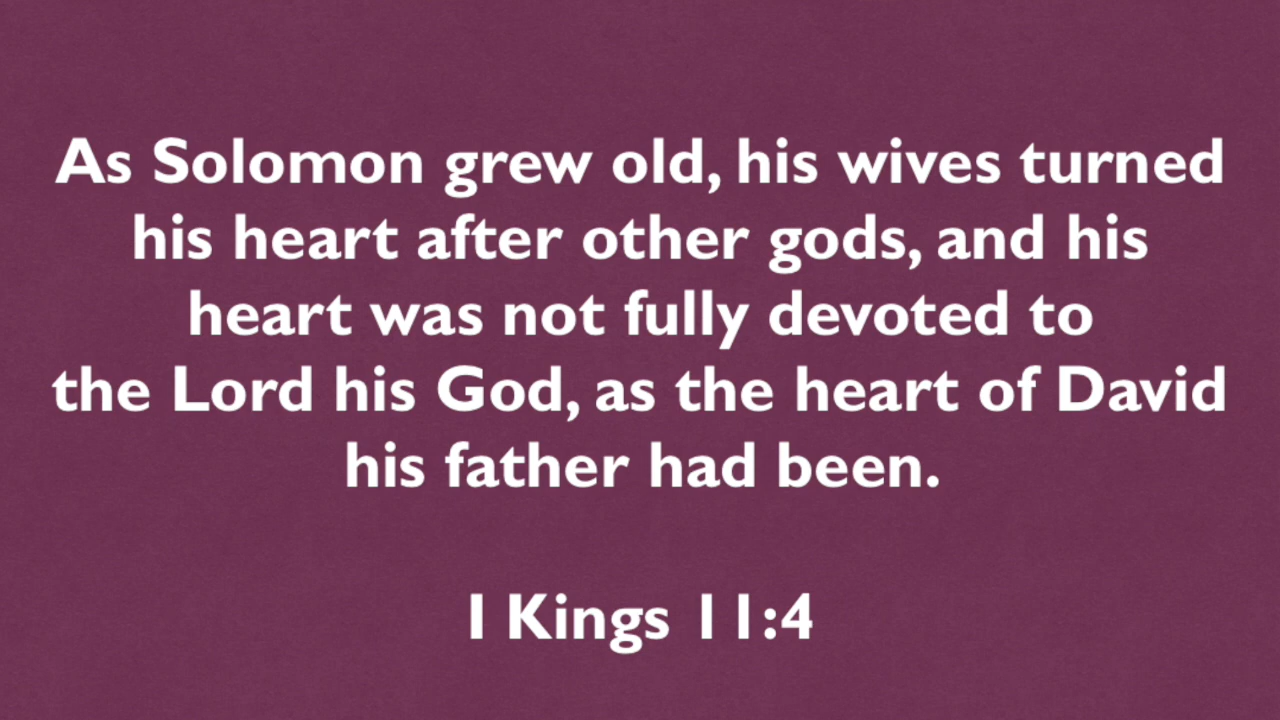 As Solomon grew old, his wives turned
his heart after other gods, and his
heart was not fully devoted to
the Lord his God, as the heart of David
his father had been.
1 Kings 11:4